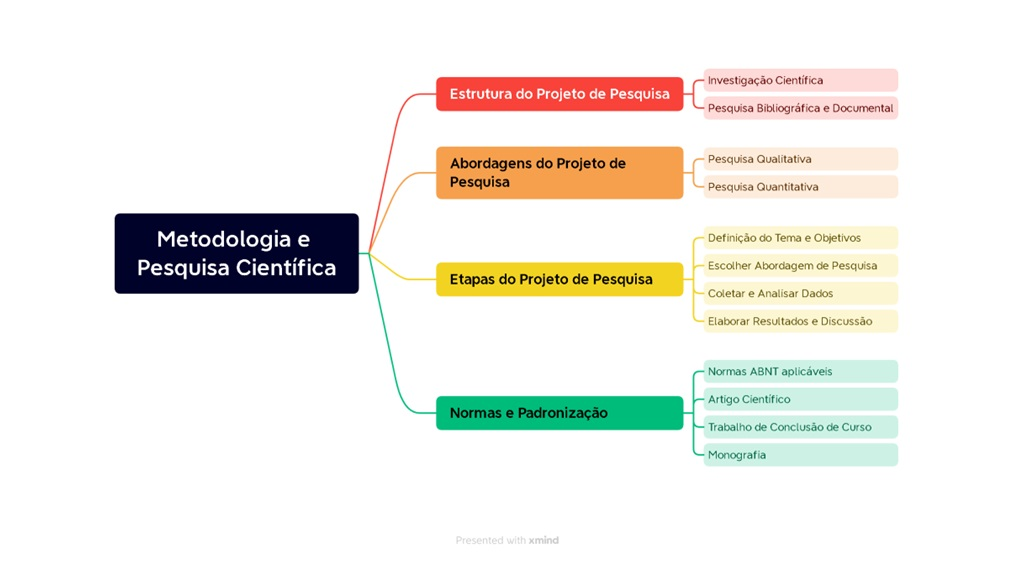 Metodologia e
Pesquisa Científica
Estrutura do Projeto de Pesquisa
Investigação Científica
Pesquisa Bibliográfica e Documental
Abordagens do Projeto de
Pesquisa
Pesquisa Qualitativa
Pesquisa Quantitativa
Etapas do Projeto de Pesquisa
Definição do Tema e Objetivos
Escolher Abordagem de Pesquisa
Coletar e Analisar Dados
Elaborar Resultados e Discussão
Normas e Padronização
Normas ABNT aplicáveis
Artigo Científico
Trabalho de Conclusão de Curso
Monografia
Presented with xmind